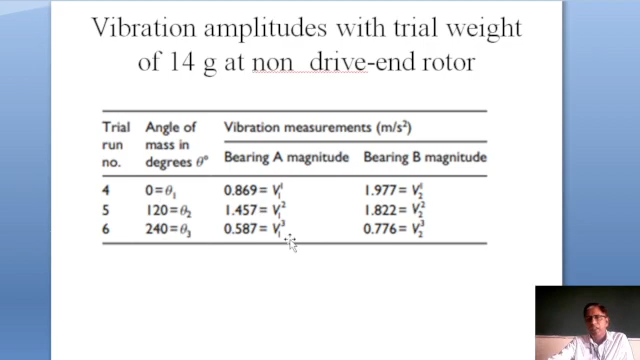 Vibration amplitudes with trial weight
of 14 g at non drive-end rotor
Trial run no. Angle of mass in degrees θ° Vibration measurements (m/s²)
Bearing A magnitude Bearing B magnitude
4 0=θ₁ 0.869= V₁¹ 1.977= V₂¹
5 120=θ₂ 1.457= V₁² 1.822= V₂²
6 240=θ₃ 0.587= V₁³ 0.776= V₂³